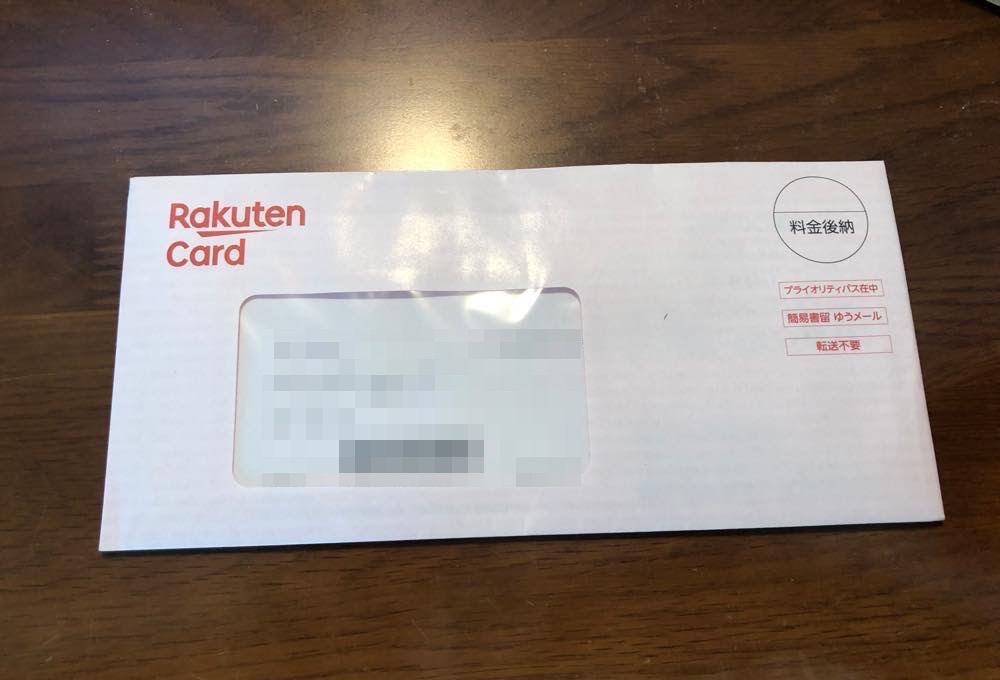 Rakuten
Card
料金後納
プライオリティパス在中
簡易書留 ゆうメール
転送不要